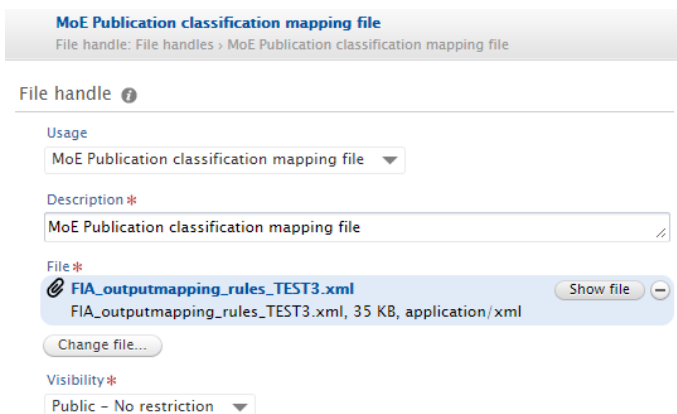 MoE Publication classification mapping file
File handle: File handles › MoE Publication classification mapping file
File handle
Usage
MoE Publication classification mapping file
Description *
MoE Publication classification mapping file
File *
FIA_outputmapping_rules_TEST3.xml Show file
FIA_outputmapping_rules_TEST3.xml, 35 KB, application/xml
Change file...
Visibility *
Public – No restriction